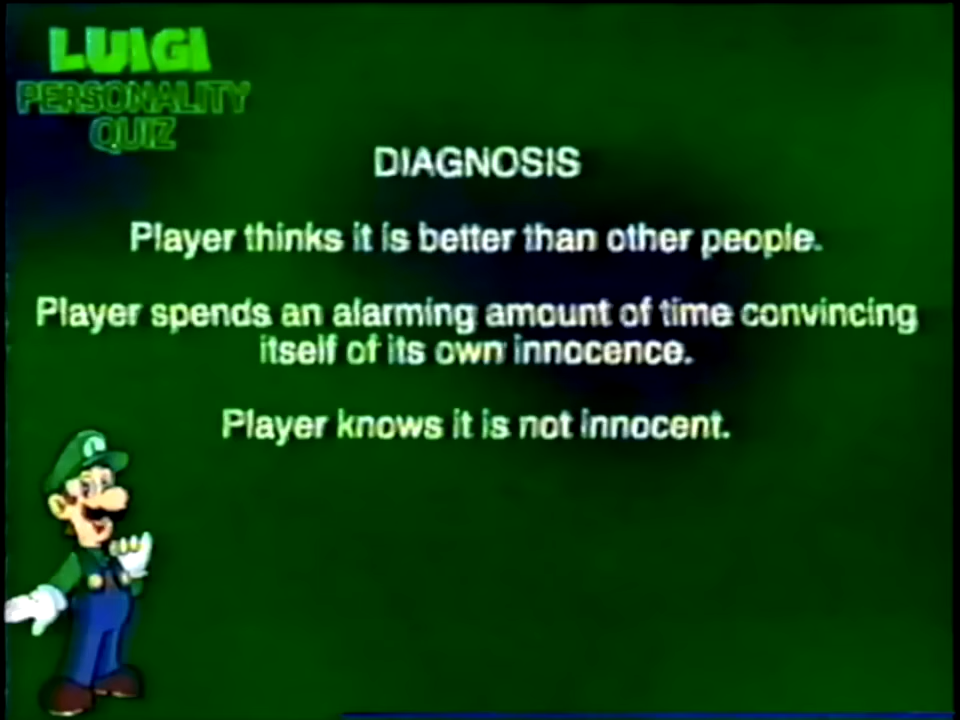 LUIGI
PERSONALITY
QUIZ
DIAGNOSIS
Player thinks it is better than other people.
Player spends an alarming amount of time convincing
itself of its own innocence.
Player knows it is not innocent.
L